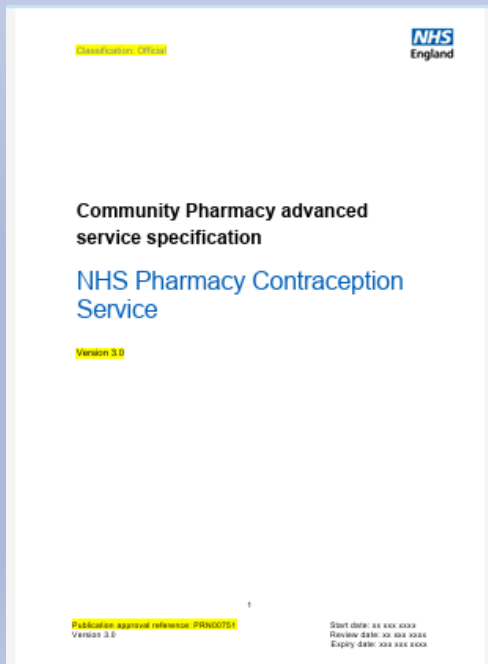 Classification: Official
NHS
England
Community Pharmacy advanced
service specification
NHS Pharmacy Contraception
Service
Version 3.0
1
Publication approval reference: PRN00751
Version 3.0
Start date: xx xxx xxxx
Review date: xx xxx xxxx
Expiry date: xxx xxx xxxx